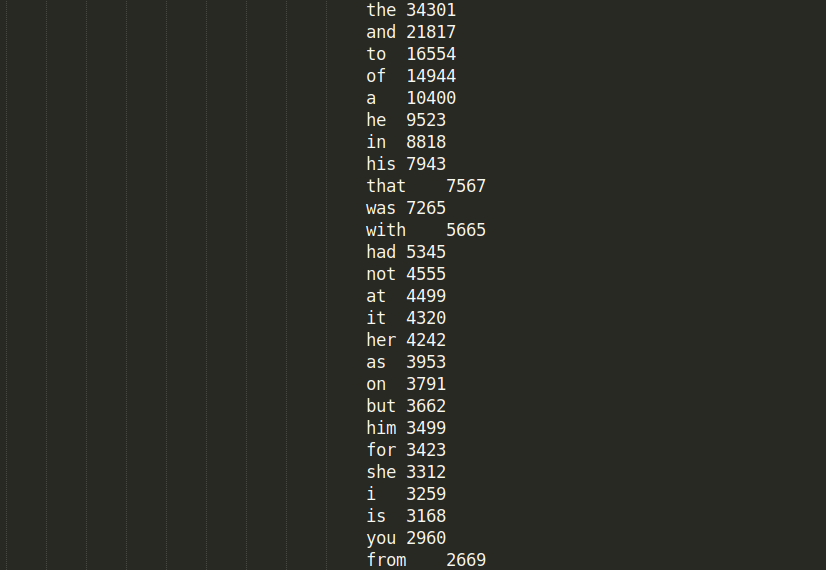 the 34301
and 21817
to 16554
of 14944
a 10400
he 9523
in 8818
his 7943
that 7567
was 7265
with 5665
had 5345
not 4555
at 4499
it 4320
her 4242
as 3953
on 3791
but 3662
him 3499
for 3423
she 3312
i 3259
is 3168
you 2960
from 2669